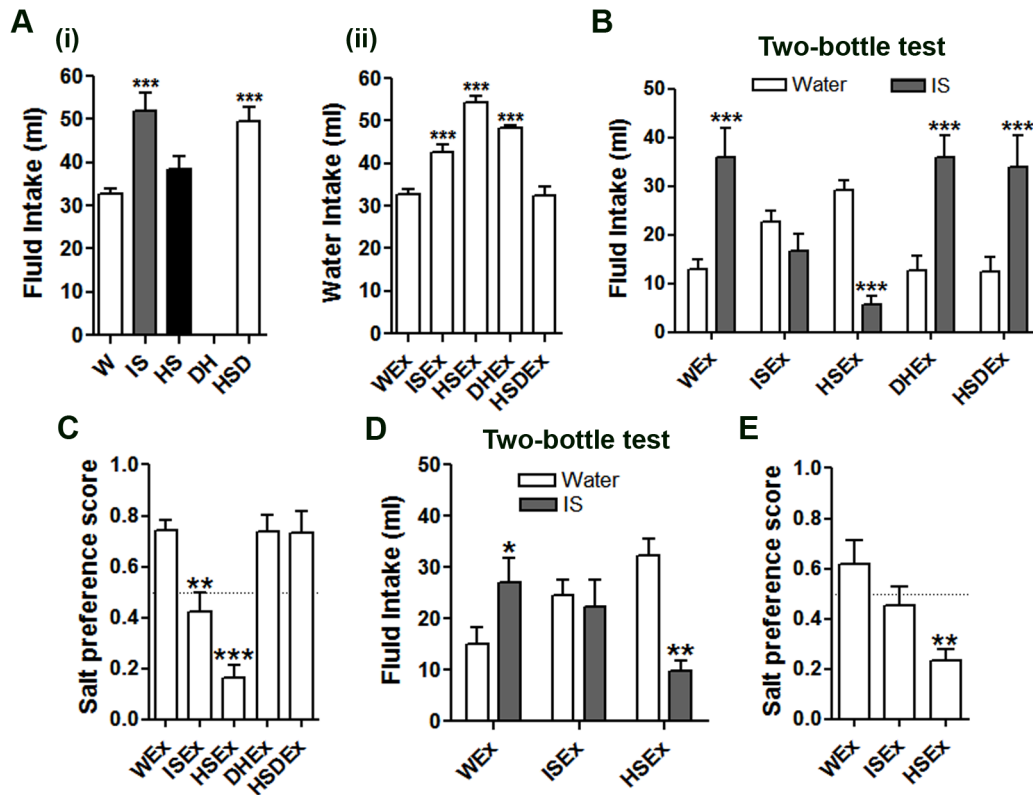 A
(i)
Fluid Intake (ml)
60
50
40
30
20
10
0
***
***
W
IS
HS
DH
HSD
(ii)
Water Intake (ml)
60
50
40
30
20
10
0
***
***
***
WEx
ISEx
HSEx
DHEx
HSDEx
B
Two-bottle test
Water
IS
Fluid Intake (ml)
50
40
30
20
10
0
***
***
***
***
WEx
ISEx
HSEx
DHEx
HSDEx
C
Salt preference score
1.0
0.8
0.6
0.4
0.2
0.0
**
***
WEx
ISEx
HSEx
DHEx
HSDEx
D
Two-bottle test
Water
IS
Fluid Intake (ml)
50
40
30
20
10
0
*
**
WEx
ISEx
HSEx
E
Salt preference score
1.0
0.8
0.6
0.4
0.2
0.0
**
WEx
ISEx
HSEx